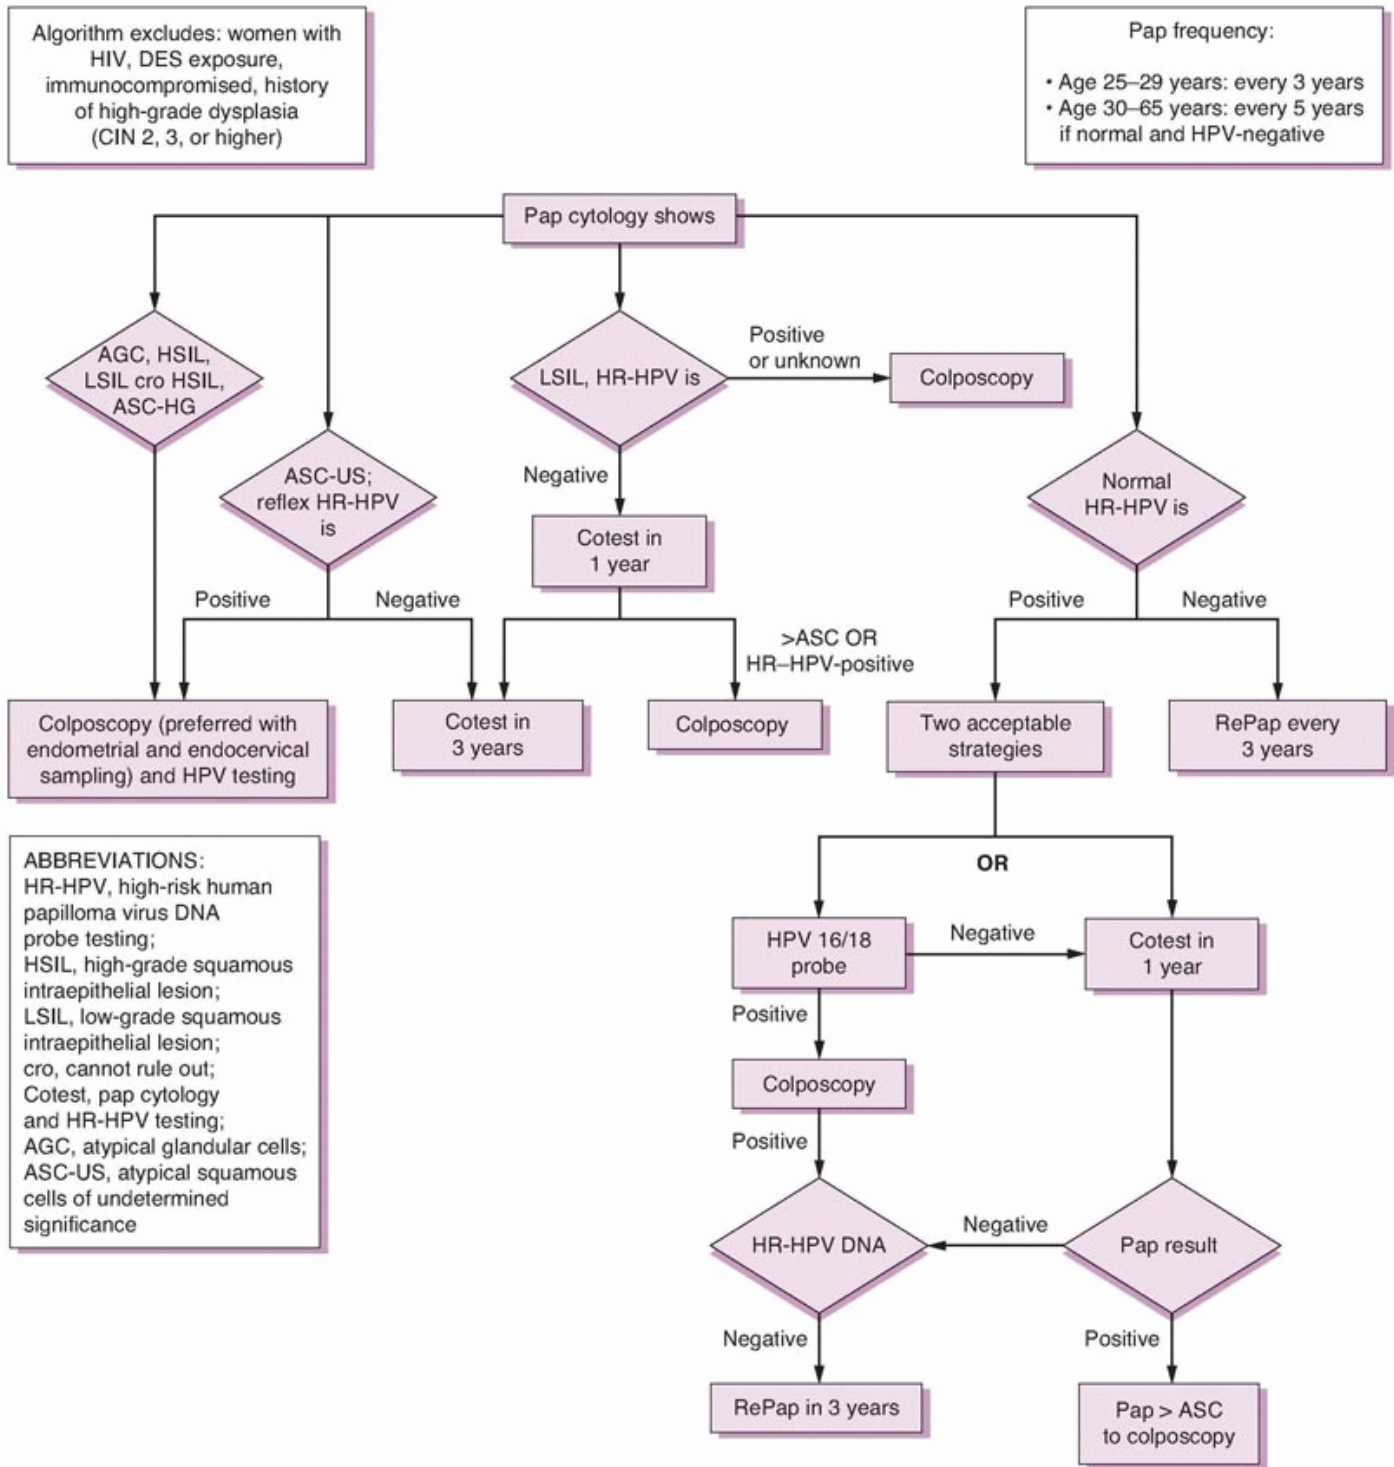 Algorithm excludes: women with
HIV, DES exposure,
immunocompromised, history
of high-grade dysplasia
(CIN 2, 3, or higher)
Pap frequency:
• Age 25–29 years: every 3 years
• Age 30–65 years: every 5 years
if normal and HPV-negative
Pap cytology shows
AGC, HSIL,
LSIL cro HSIL,
ASC-HG
ASC-US;
reflex HR-HPV
is
LSIL, HR-HPV is
Positive
or unknown
Colposcopy
Normal
HR-HPV is
Negative
Cotest in
1 year
Positive
Negative
>ASC OR
HR–HPV-positive
Positive
Negative
Colposcopy (preferred with
endometrial and endocervical
sampling) and HPV testing
Cotest in
3 years
Colposcopy
Two acceptable
strategies
RePap every
3 years
ABBREVIATIONS:
HR-HPV, high-risk human
papilloma virus DNA
probe testing;
HSIL, high-grade squamous
intraepithelial lesion;
LSIL, low-grade squamous
intraepithelial lesion;
cro, cannot rule out;
Cotest, pap cytology
and HR-HPV testing;
AGC, atypical glandular cells;
ASC-US, atypical squamous
cells of undetermined
significance
OR
HPV 16/18
probe
Negative
Cotest in
1 year
Positive
Colposcopy
Positive
HR-HPV DNA
Negative
Pap result
Negative
Positive
RePap in 3 years
Pap > ASC
to colposcopy